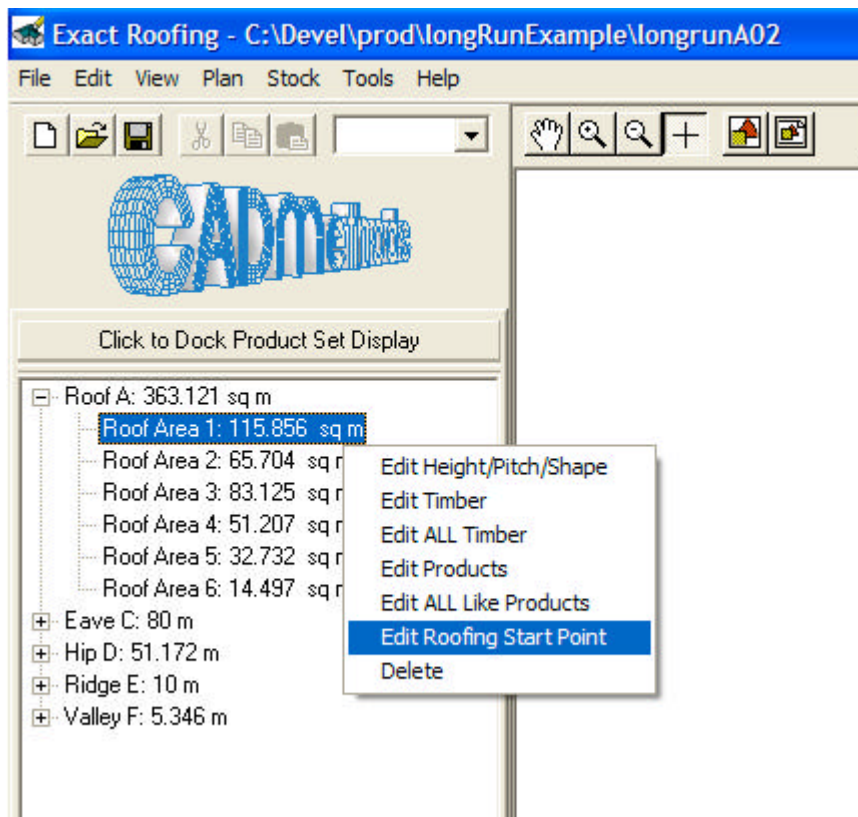 Exact Roofing - C:\Devel\prod\longRunExample\longrunA02
File Edit View Plan Stock Tools Help
CADMethods
Click to Dock Product Set Display
Roof A: 363.121 sq m
Roof Area 1: 115.856 sq m
Roof Area 2: 65.704 sq
Roof Area 3: 83.125 sq
Roof Area 4: 51.207 sq
Roof Area 5: 32.732 sq
Roof Area 6: 14.497 sq
Eave C: 80 m
Hip D: 51.172 m
Ridge E: 10 m
Valley F: 5.346 m
Edit Height/Pitch/Shape
Edit Timber
Edit ALL Timber
Edit Products
Edit ALL Like Products
Edit Roofing Start Point
Delete